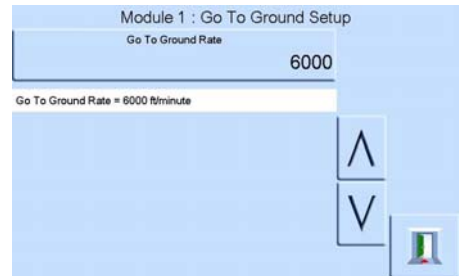 Module 1 : Go To Ground Setup
Go To Ground Rate
6000
Go To Ground Rate = 6000 ft/minute